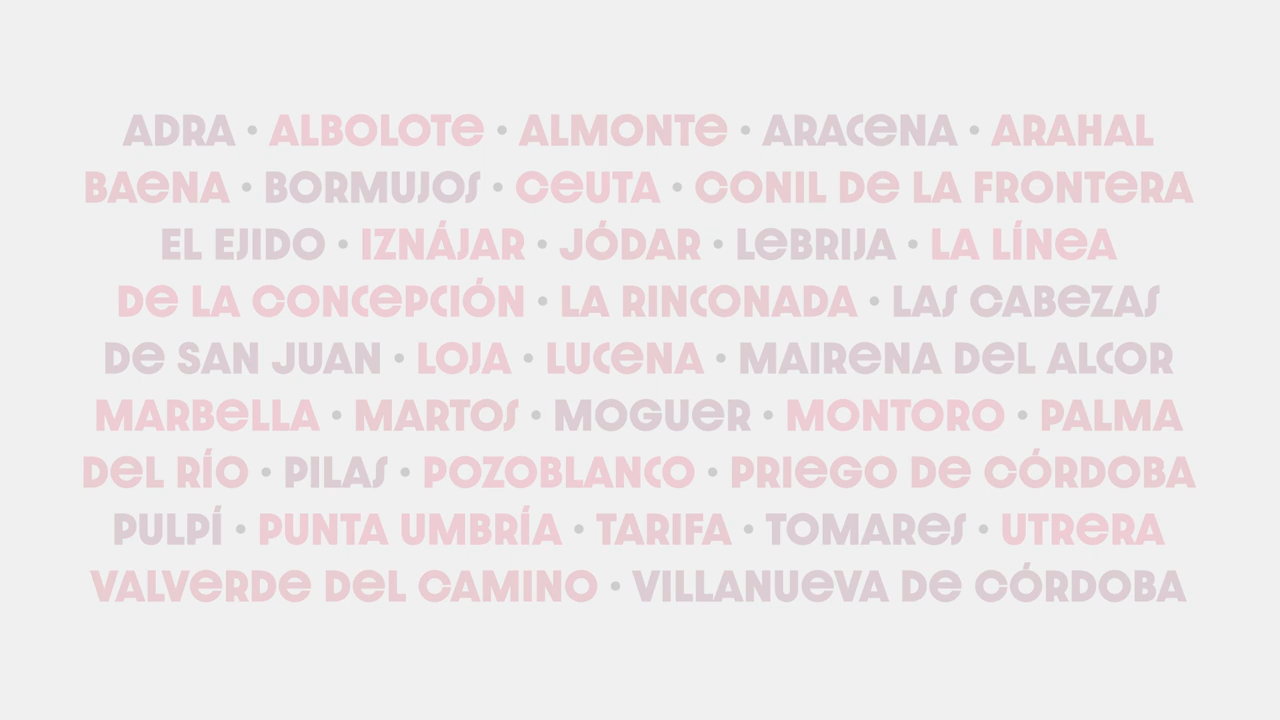 ADRA • ALBOLOTe • ALMONTe • ARACeNA • ARAHAL
BAeNA • BORMUJOS • CeUTA • CONIL De LA FRONTeRA
EL EJIDO • IZNÁJAR • JÓDAR • LeBRIJA • LA LÍNeA
De LA CONCePCIÓN • LA RINCONADA • LAS CABeZAS
De SAN JUAN • LOJA • LUCeNA • MAIReNA DeL ALCOR
MARBeLLA • MARTOS • MOGUeR • MONTORO • PALMA
DeL RÍO • PILAS • POZOBLANCO • PRIeGO De CÓRDOBA
PULPÍ • PUNTA UMBRÍA • TARIFA • TOMAReS • UTReRA
VALVeRDe DeL CAMINO • VILLANUeVA De CÓRDOBA